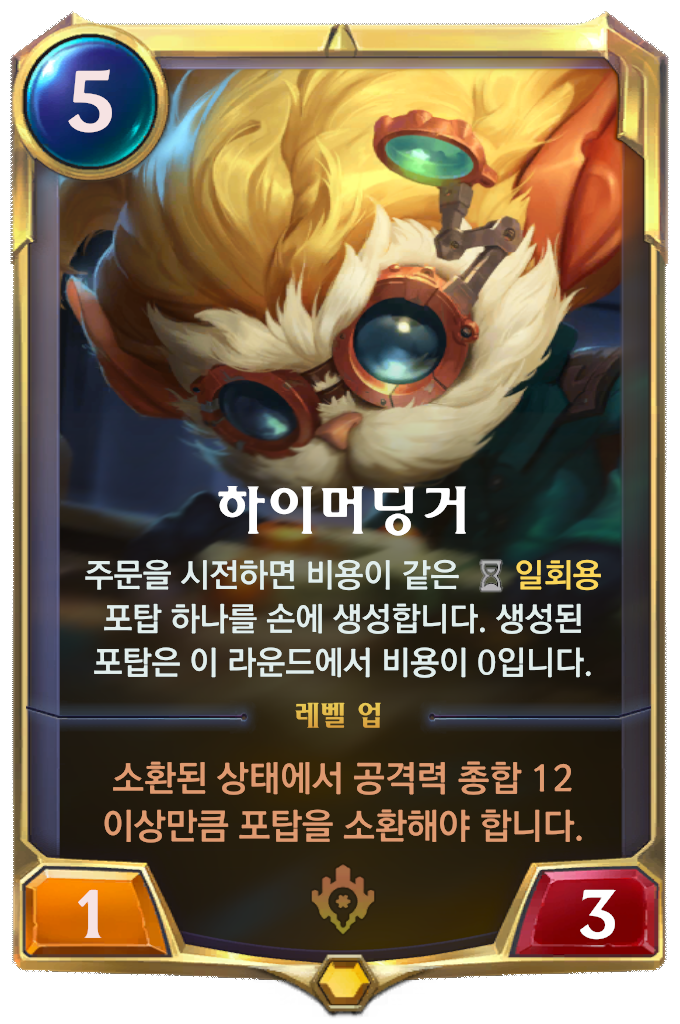 5
하이머딩거
주문을 시전하면 비용이 같은 일회용
포탑 하나를 손에 생성합니다. 생성된
포탑은 이 라운드에서 비용이 0입니다.
레벨 업
소환된 상태에서 공격력 총합 12
이상만큼 포탑을 소환해야 합니다.
1
3